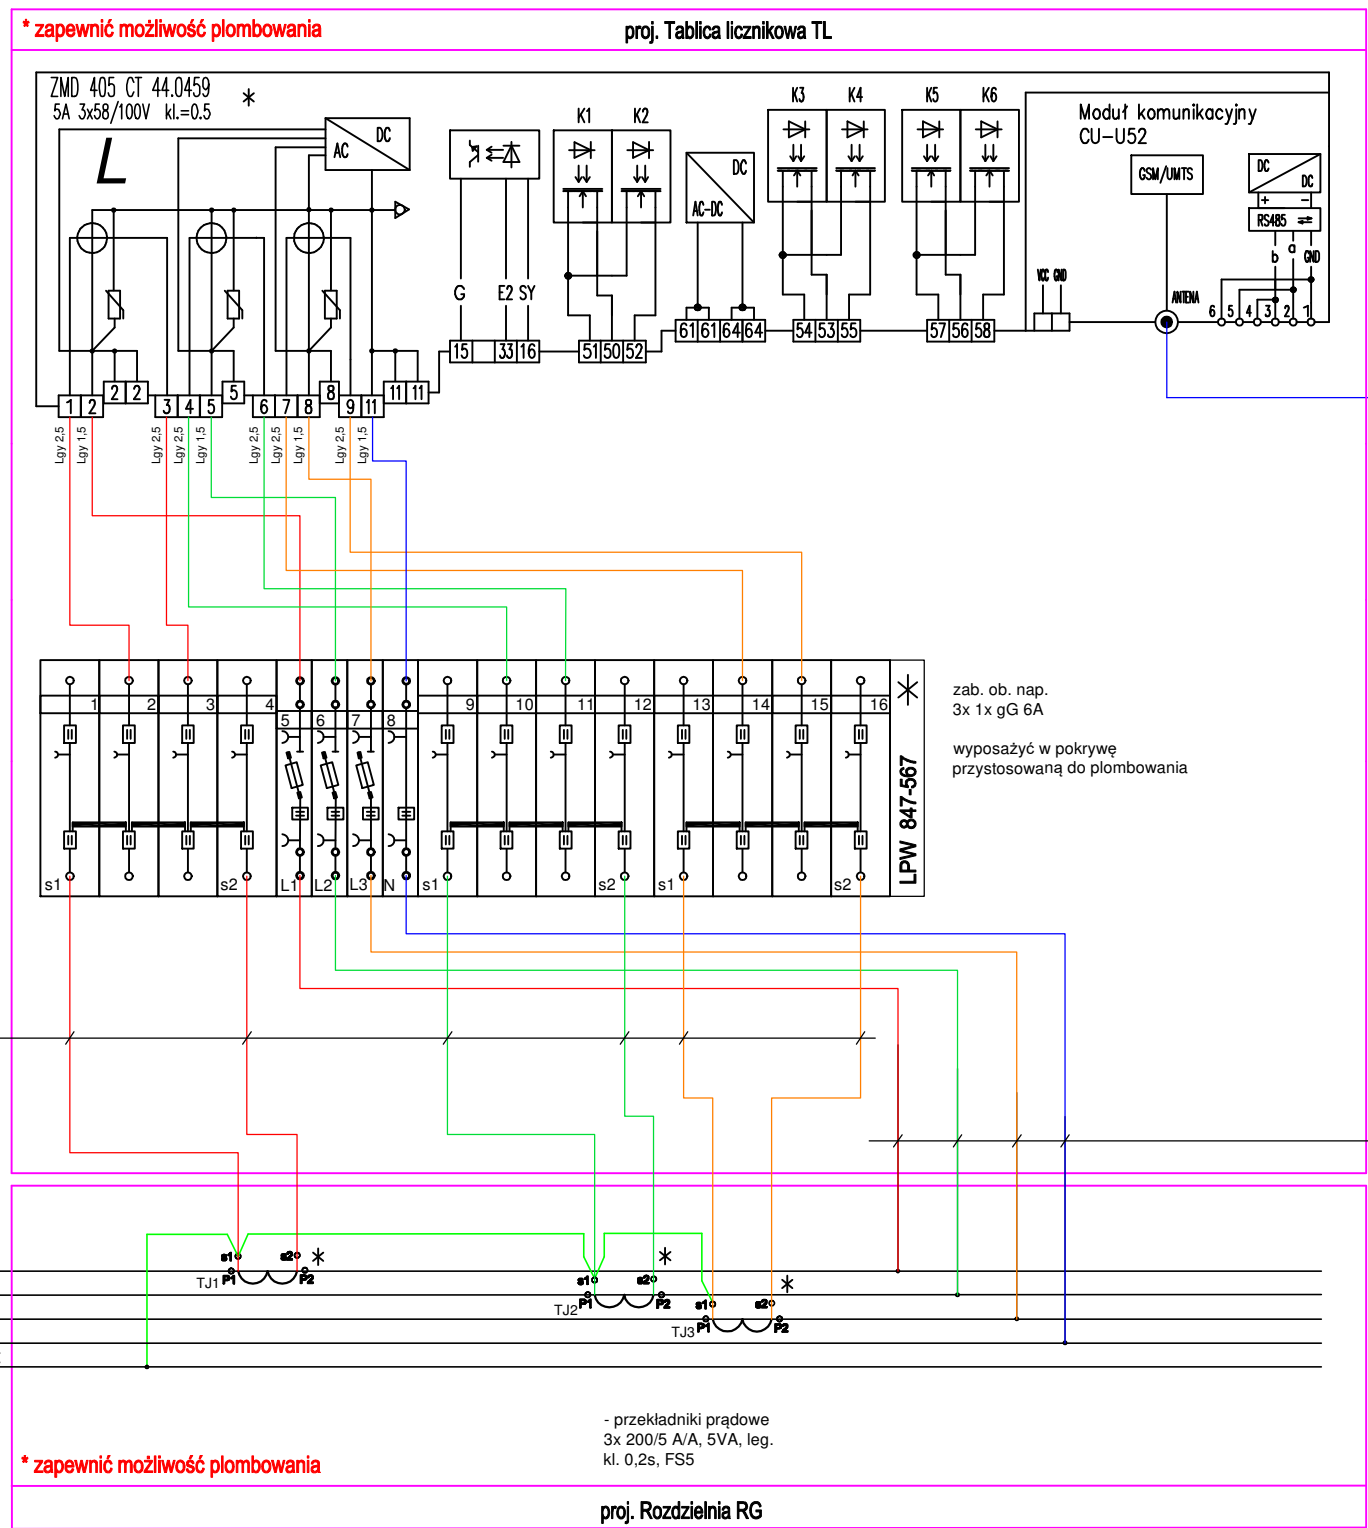 * zapewnić możliwość plombowania
proj. Tablica licznikowa TL
ZMD 405 CT 44.0459
5A 3x58/100V kl.=0.5
L
AC DC
K1 K2
AC-DC DC
K3 K4
K5 K6
Moduł komunikacyjny
CU-U52
GSM/UMTS
DC DC
+ -
RS485
b a GND
G E2 SY
VCC GND
ANTENA
6 5 4 3 2 1
15 33 16
51 50 52
61 61 64 64
54 53 55
57 56 58
2 2 5 8 11 11
1 2 3 4 5 6 7 8 9 11
Lgy 2,5 Lgy 1,5 Lgy 2,5 Lgy 2,5 Lgy 1,5 Lgy 2,5 Lgy 2,5 Lgy 1,5 Lgy 2,5 Lgy 1,5
1 2 3 4 5 6 7 8 9 10 11 12 13 14 15 16
s1 s2 L1 L2 L3 N s1 s2 s1 s2
LPW 847-567
zab. ob. nap.
3x 1x gG 6A
wyposażyć w pokrywę
przystosowaną do plombowania
s1 s2
TJ1 P1 P2
s1 s2
TJ2 P1 P2
s1 s2
TJ3 P1 P2
- przekładniki prądowe
3x 200/5 A/A, 5VA, leg.
kl. 0,2s, FS5
* zapewnić możliwość plombowania
proj. Rozdzielnia RG